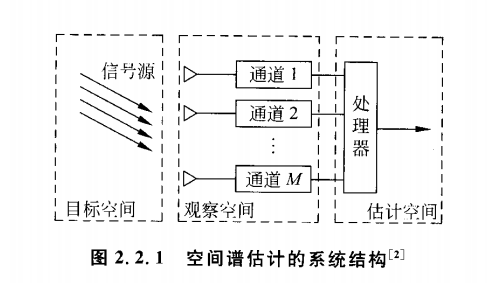 信号源
通道 1
通道 2
⋮
通道 M
处理器
目标空间
观察空间
估计空间
图 2.2.1 空间谱估计的系统结构[2]